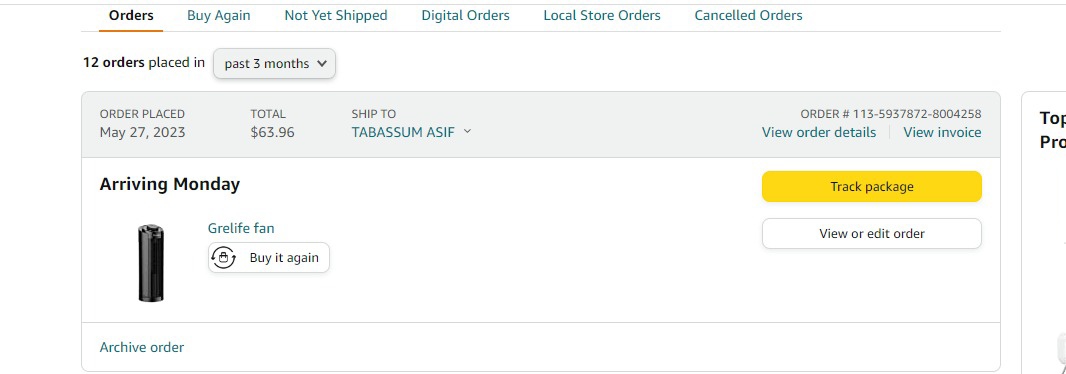 Orders Buy Again Not Yet Shipped Digital Orders Local Store Orders Cancelled Orders
12 orders placed in past 3 months
ORDER PLACED TOTAL SHIP TO ORDER # 113-5937872-8004258
May 27, 2023 $63.96 TABASSUM ASIF View order details View invoice
Top
Pro
Arriving Monday
Track package
Grelife fan
View or edit order
Buy it again
Archive order